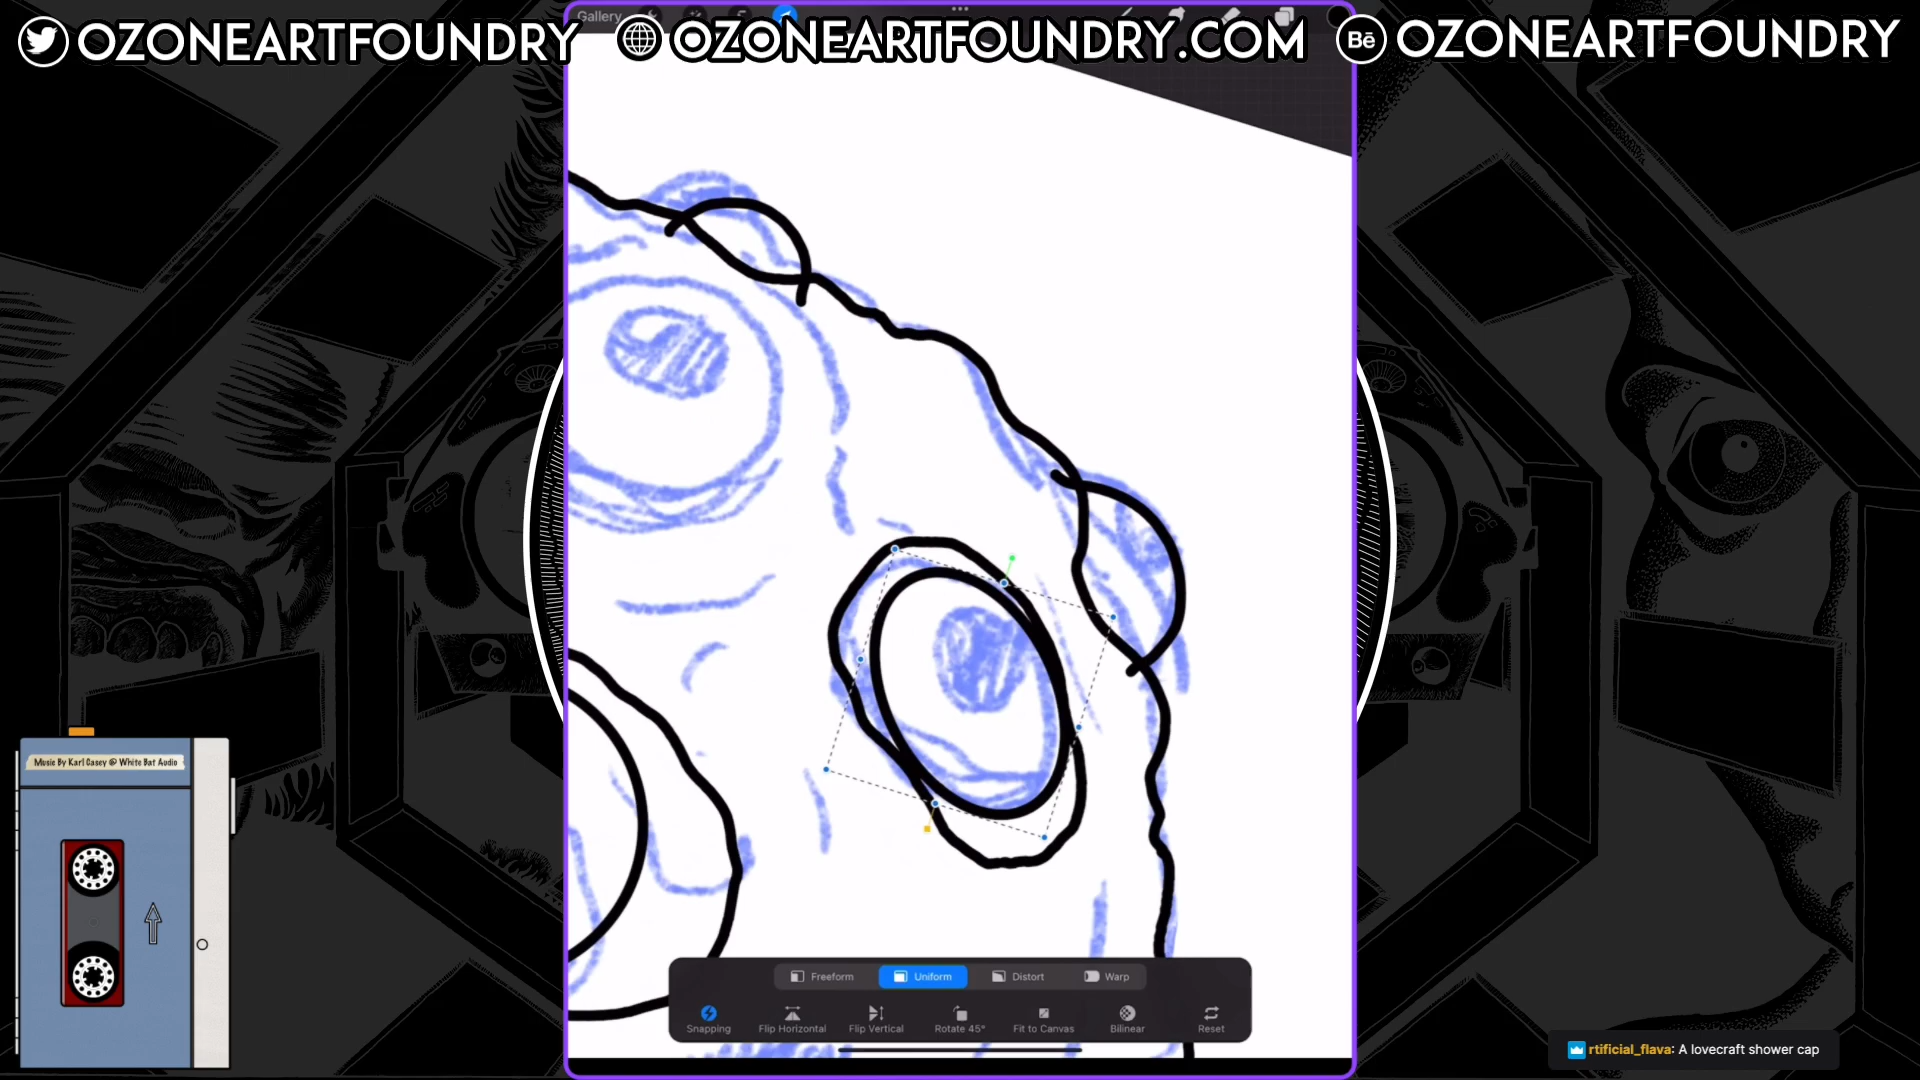 OZONEARTFOUNDRY
OZONEARTFOUNDRY.COM
Bē OZONEARTFOUNDRY
Gallery
Music By Karl Casey @ White Bat Audio
Freeform
Uniform
Distort
Warp
Snapping
Flip Horizontal
Flip Vertical
Rotate 45°
Fit to Canvas
Bilinear
Reset
rtificial_flava: A lovecraft shower cap